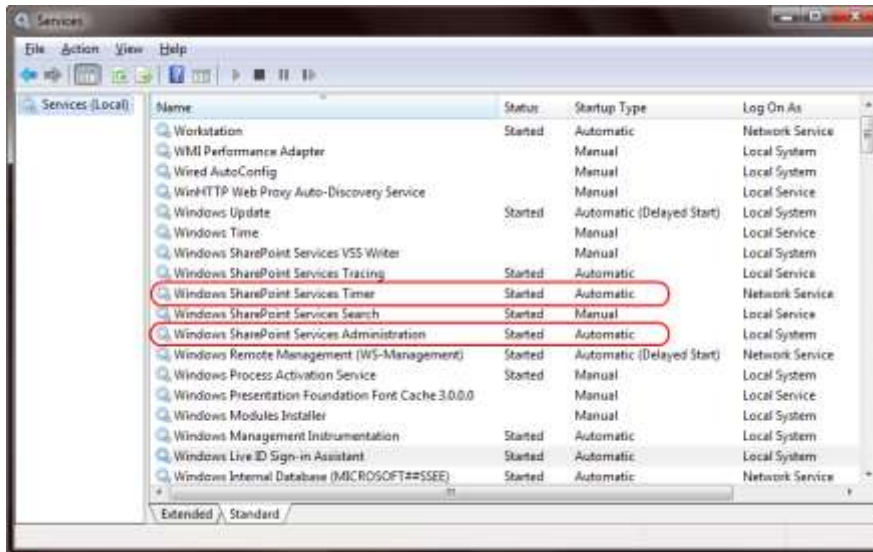 Services
File Action View Help
Services (Local)
Name Status Startup Type Log On As
Workstation Started Automatic Network Service
WMI Performance Adapter Manual Local System
Wired AutoConfig Manual Local System
WinHTTP Web Proxy Auto-Discovery Service Manual Local Service
Windows Update Started Automatic (Delayed Start) Local System
Windows Time Manual Local Service
Windows SharePoint Services VSS Writer Manual Local System
Windows SharePoint Services Tracing Started Automatic Local Service
Windows SharePoint Services Timer Started Automatic Network Service
Windows SharePoint Services Search Started Manual Local Service
Windows SharePoint Services Administration Started Automatic Local System
Windows Remote Management (WS-Management) Started Automatic (Delayed Start) Network Service
Windows Process Activation Service Started Manual Local System
Windows Presentation Foundation Font Cache 3.0.0.0 Manual Local Service
Windows Modules Installer Manual Local System
Windows Management Instrumentation Started Automatic Local System
Windows Live ID Sign-in Assistant Started Automatic Local System
Windows Internal Database (MICROSOFT##SSEE) Started Automatic Network Service
Extended Standard